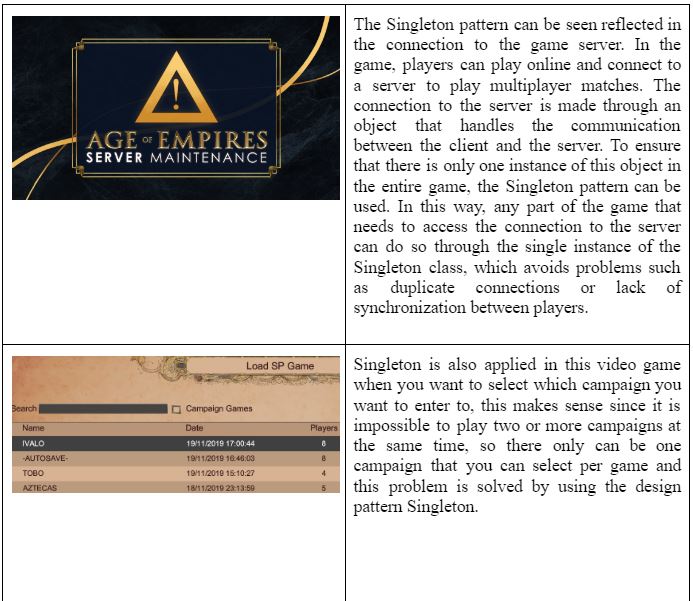 AGE OF EMPIRES
SERVER MAINTENANCE
The Singleton pattern can be seen reflected in
the connection to the game server. In the
game, players can play online and connect to
a server to play multiplayer matches. The
connection to the server is made through an
object that handles the communication
between the client and the server. To ensure
that there is only one instance of this object in
the entire game, the Singleton pattern can be
used. In this way, any part of the game that
needs to access the connection to the server
can do so through the single instance of the
Singleton class, which avoids problems such
as duplicate connections or lack of
synchronization between players.
Load SP Game
Search Campaign Games
Name Date Players
IVALO 19/11/2019 17:00:44 8
-AUTOSAVE- 19/11/2019 16:46:03 8
TOBO 19/11/2019 15:10:27 4
AZTECAS 18/11/2019 23:13:59 5
Singleton is also applied in this video game
when you want to select which campaign you
want to enter to, this makes sense since it is
impossible to play two or more campaigns at
the same time, so there only can be one
campaign that you can select per game and
this problem is solved by using the design
pattern Singleton.